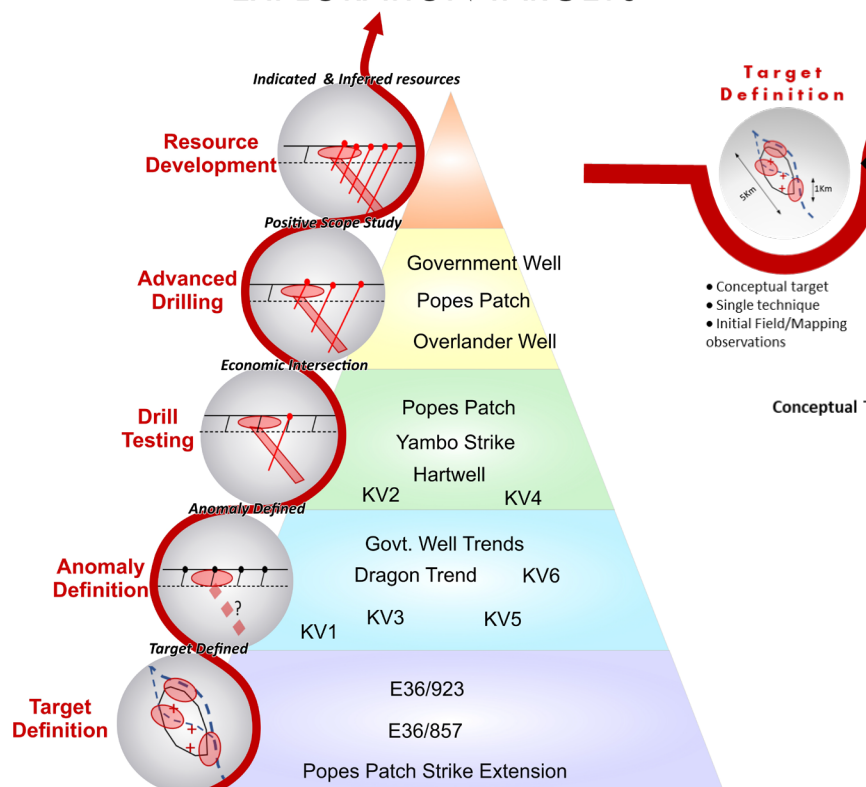 Indicated & Inferred resources
Resource
Development
Positive Scope Study
Advanced
Drilling
Government Well
Popes Patch
Overlander Well
Economic Intersection
Drill
Testing
Popes Patch
Yambo Strike
Hartwell
KV2
KV4
Anomaly Defined
Anomaly
Definition
?
Govt. Well Trends
Dragon Trend
KV6
KV3
KV5
KV1
Target Defined
Target
Definition
E36/923
E36/857
Popes Patch Strike Extension
Target
Definition
5Km
1Km
• Conceptual target
• Single technique
• Initial Field/Mapping
observations
Conceptual